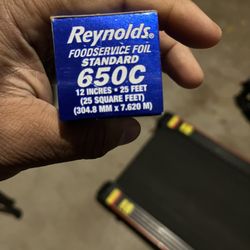 Reynolds®
FOODSERVICE FOIL
STANDARD
650C
12 INCHES • 25 FEET
(25 SQUARE FEET)
(304.8 MM x 7.620 M)